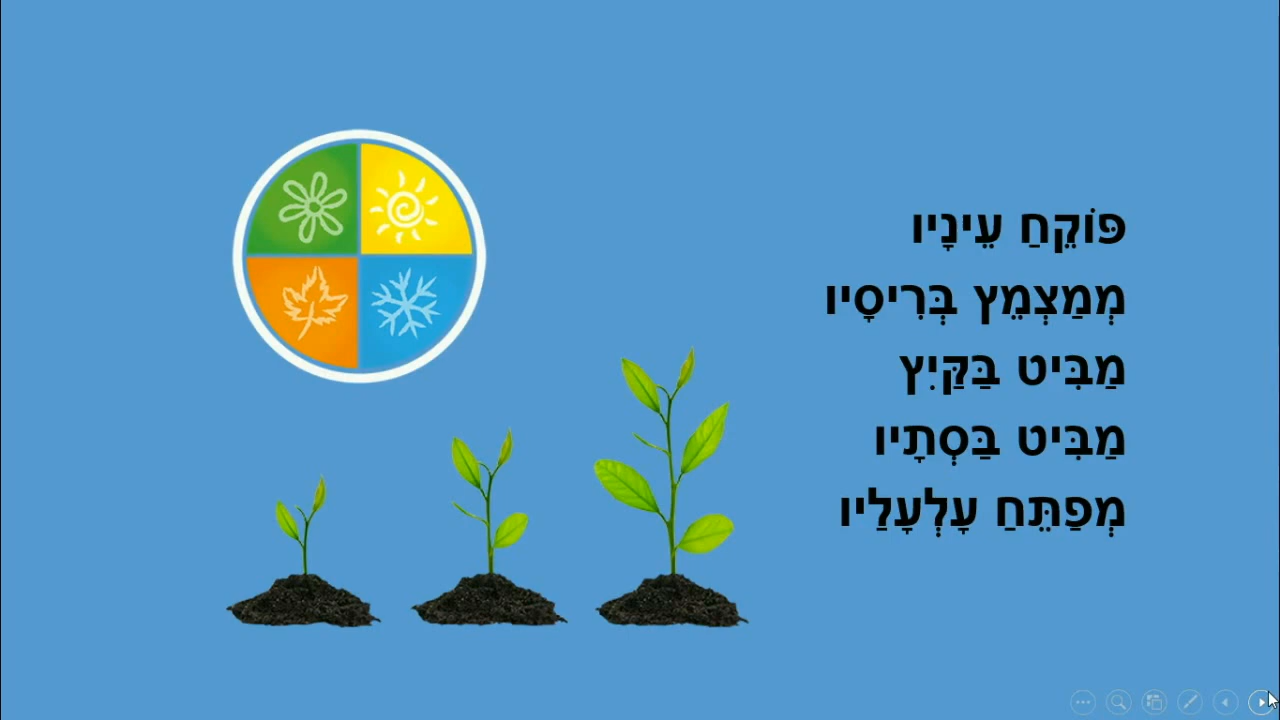 פּוֹקֵחַ עֵינָיו
מְמַצְמֵץ בְּרִיסָיו
מַבִּיט בַּקַּיִץ
מַבִּיט בַּסְתָיו
מְפַתֵּחַ עָלְעָלַיו